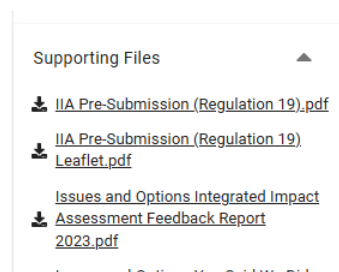 Supporting Files
IIA Pre-Submission (Regulation 19).pdf
IIA Pre-Submission (Regulation 19)
Leaflet.pdf
Issues and Options Integrated Impact
Assessment Feedback Report
2023.pdf